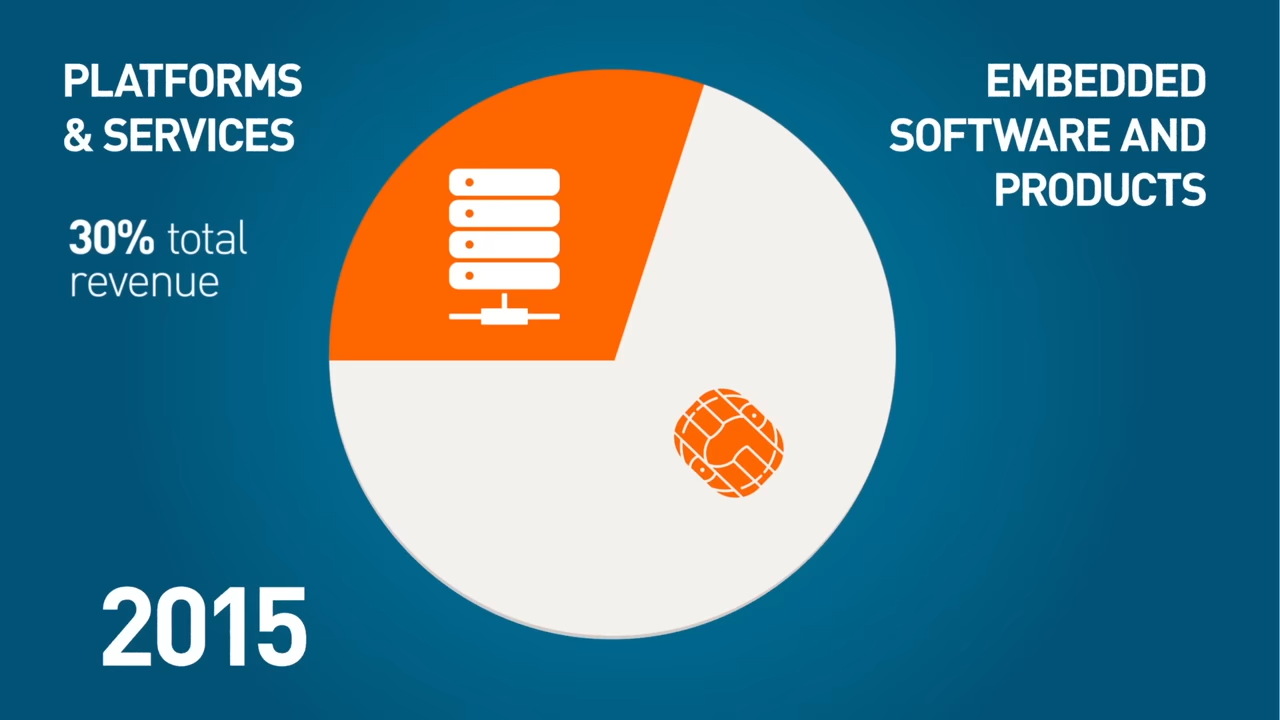 PLATFORMS
& SERVICES
30% total
revenue
EMBEDDED
SOFTWARE AND
PRODUCTS
2015